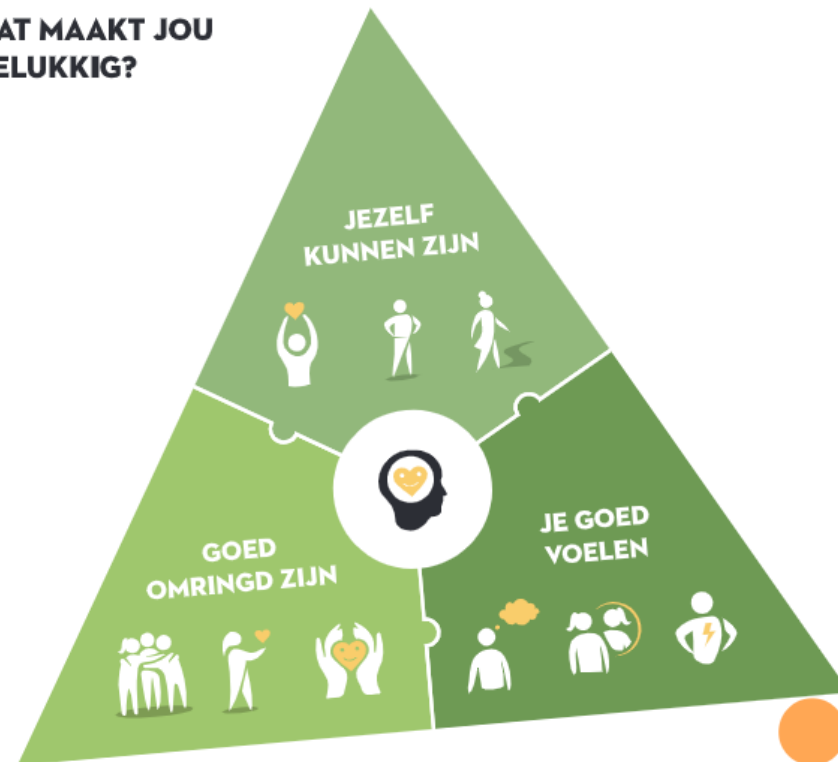 AT MAAKT JOU
ELUKKIG?
JEZELF
KUNNEN ZIJN
GOED
OMRINGD ZIJN
JE GOED
VOELEN